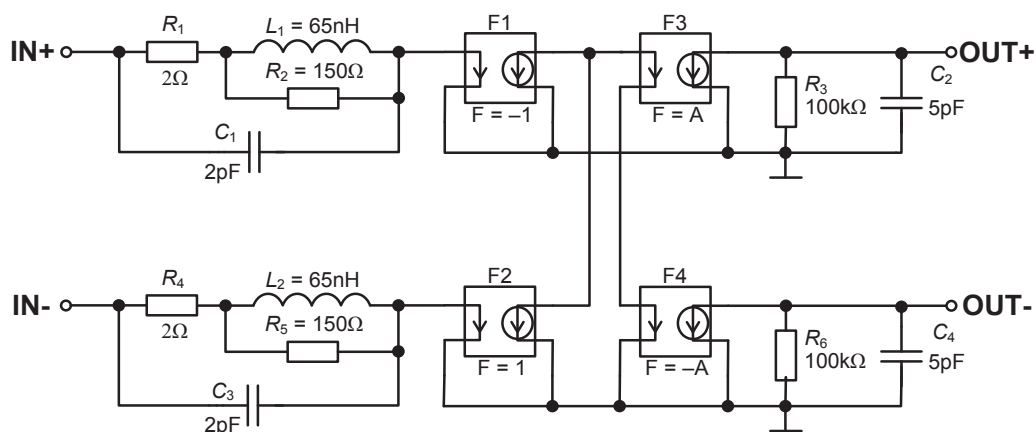 IN+
R1
2Ω
L1 = 65nH
R2 = 150Ω
C1
2pF
F1
F = –1
F3
F = A
R3
100kΩ
C2
5pF
OUT+
IN-
R4
2Ω
L2 = 65nH
R5 = 150Ω
C3
2pF
F2
F = 1
F4
F = –A
R6
100kΩ
C4
5pF
OUT-